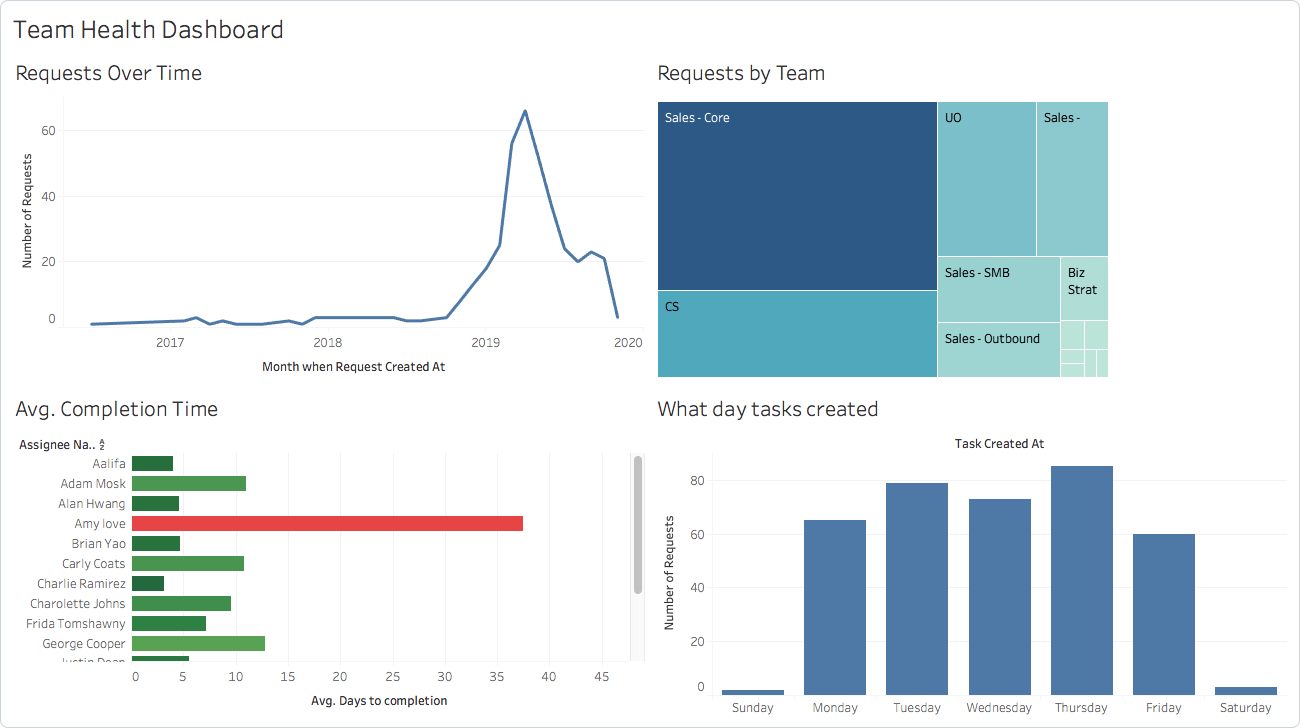 Team Health Dashboard
Requests Over Time
60
40
20
0
Number of Requests
2017
2018
2019
2020
Month when Request Created At
Requests by Team
Sales - Core
UO
Sales -
CS
Sales - SMB
Biz
Strat
Sales - Outbound
Avg. Completion Time
Assignee Na..
Aalifa
Adam Mosk
Alan Hwang
Amy love
Brian Yao
Carly Coats
Charlie Ramirez
Charolette Johns
Frida Tomshawny
George Cooper
0
5
10
15
20
25
30
35
40
45
Avg. Days to completion
What day tasks created
Task Created At
80
60
40
20
0
Number of Requests
Sunday
Monday
Tuesday
Wednesday
Thursday
Friday
Saturday